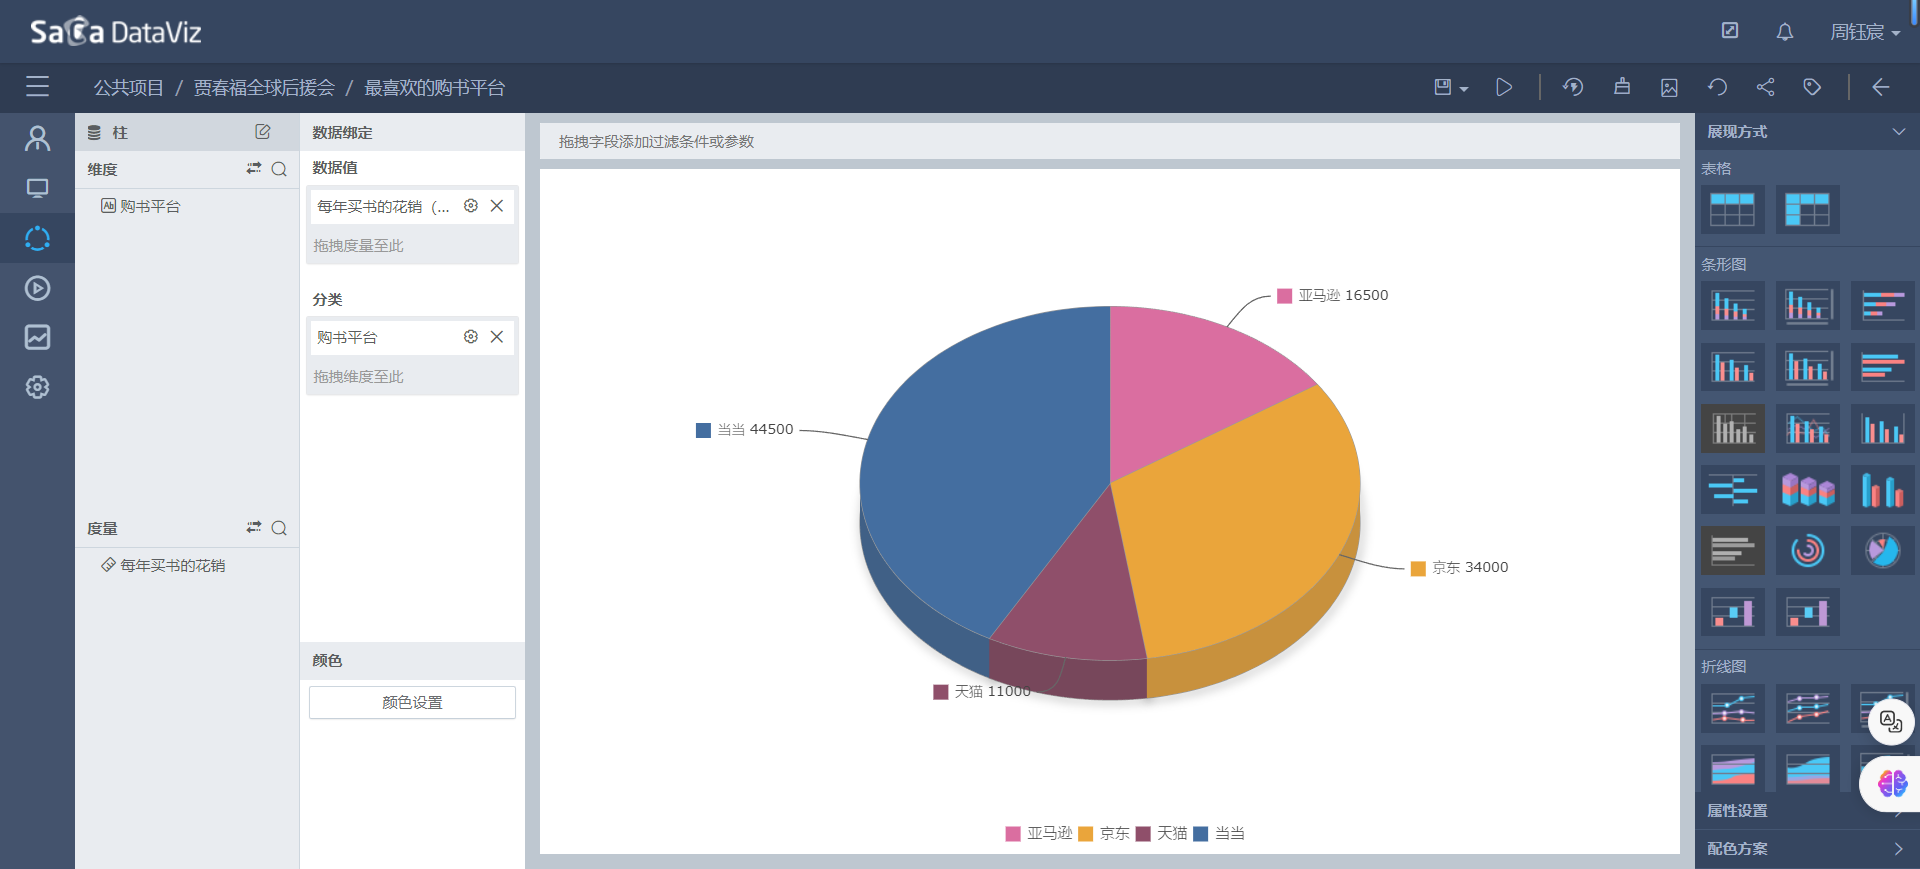 SaCa DataViz
周钰宸
公共项目 / 贾春福全球后援会 / 最喜欢的购书平台
柱
维度
购书平台
度量
每年买书的花销
数据绑定
数据值
每年买书的花销（...
拖拽度量至此
分类
购书平台
拖拽维度至此
颜色
颜色设置
拖拽字段添加过滤条件或参数
亚马逊 16500
当当 44500
京东 34000
天猫 11000
亚马逊 京东 天猫 当当
展现方式
表格
条形图
折线图
属性设置
配色方案